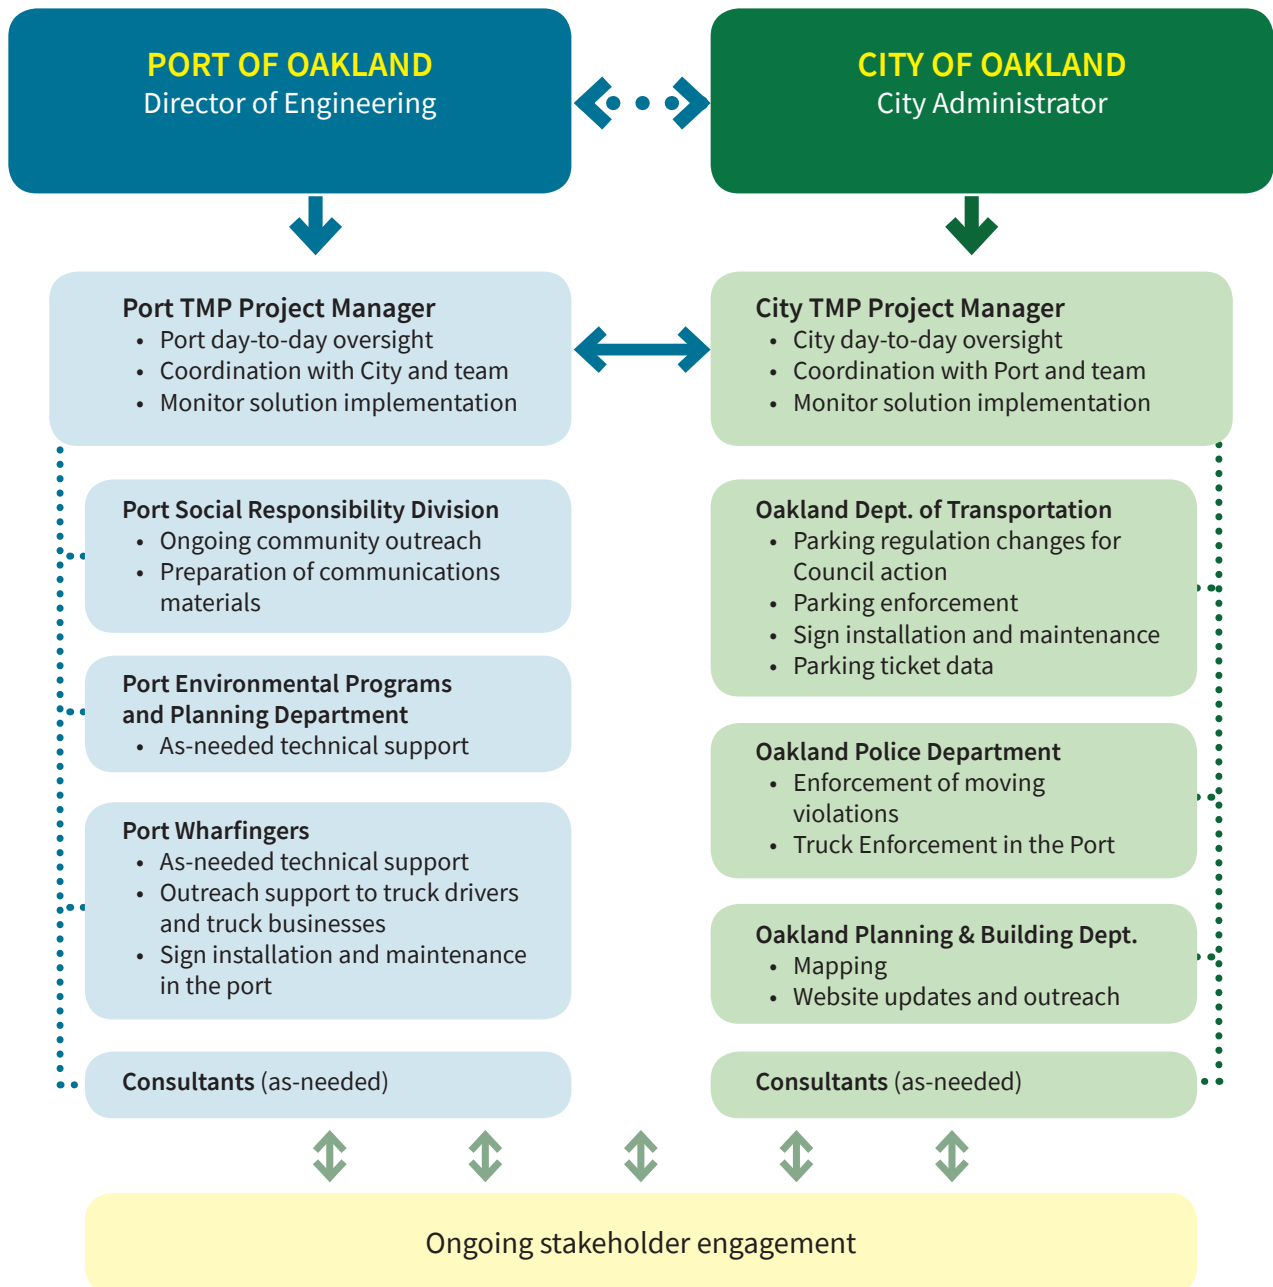 PORT OF OAKLAND
Director of Engineering
CITY OF OAKLAND
City Administrator
Port TMP Project Manager
• Port day-to-day oversight
• Coordination with City and team
• Monitor solution implementation
City TMP Project Manager
• City day-to-day oversight
• Coordination with Port and team
• Monitor solution implementation
Port Social Responsibility Division
• Ongoing community outreach
• Preparation of communications
materials
Port Environmental Programs
and Planning Department
• As-needed technical support
Port Wharfingers
• As-needed technical support
• Outreach support to truck drivers
and truck businesses
• Sign installation and maintenance
in the port
Consultants (as-needed)
Oakland Dept. of Transportation
• Parking regulation changes for
Council action
• Parking enforcement
• Sign installation and maintenance
• Parking ticket data
Oakland Police Department
• Enforcement of moving
violations
• Truck Enforcement in the Port
Oakland Planning & Building Dept.
• Mapping
• Website updates and outreach
Consultants (as-needed)
Ongoing stakeholder engagement